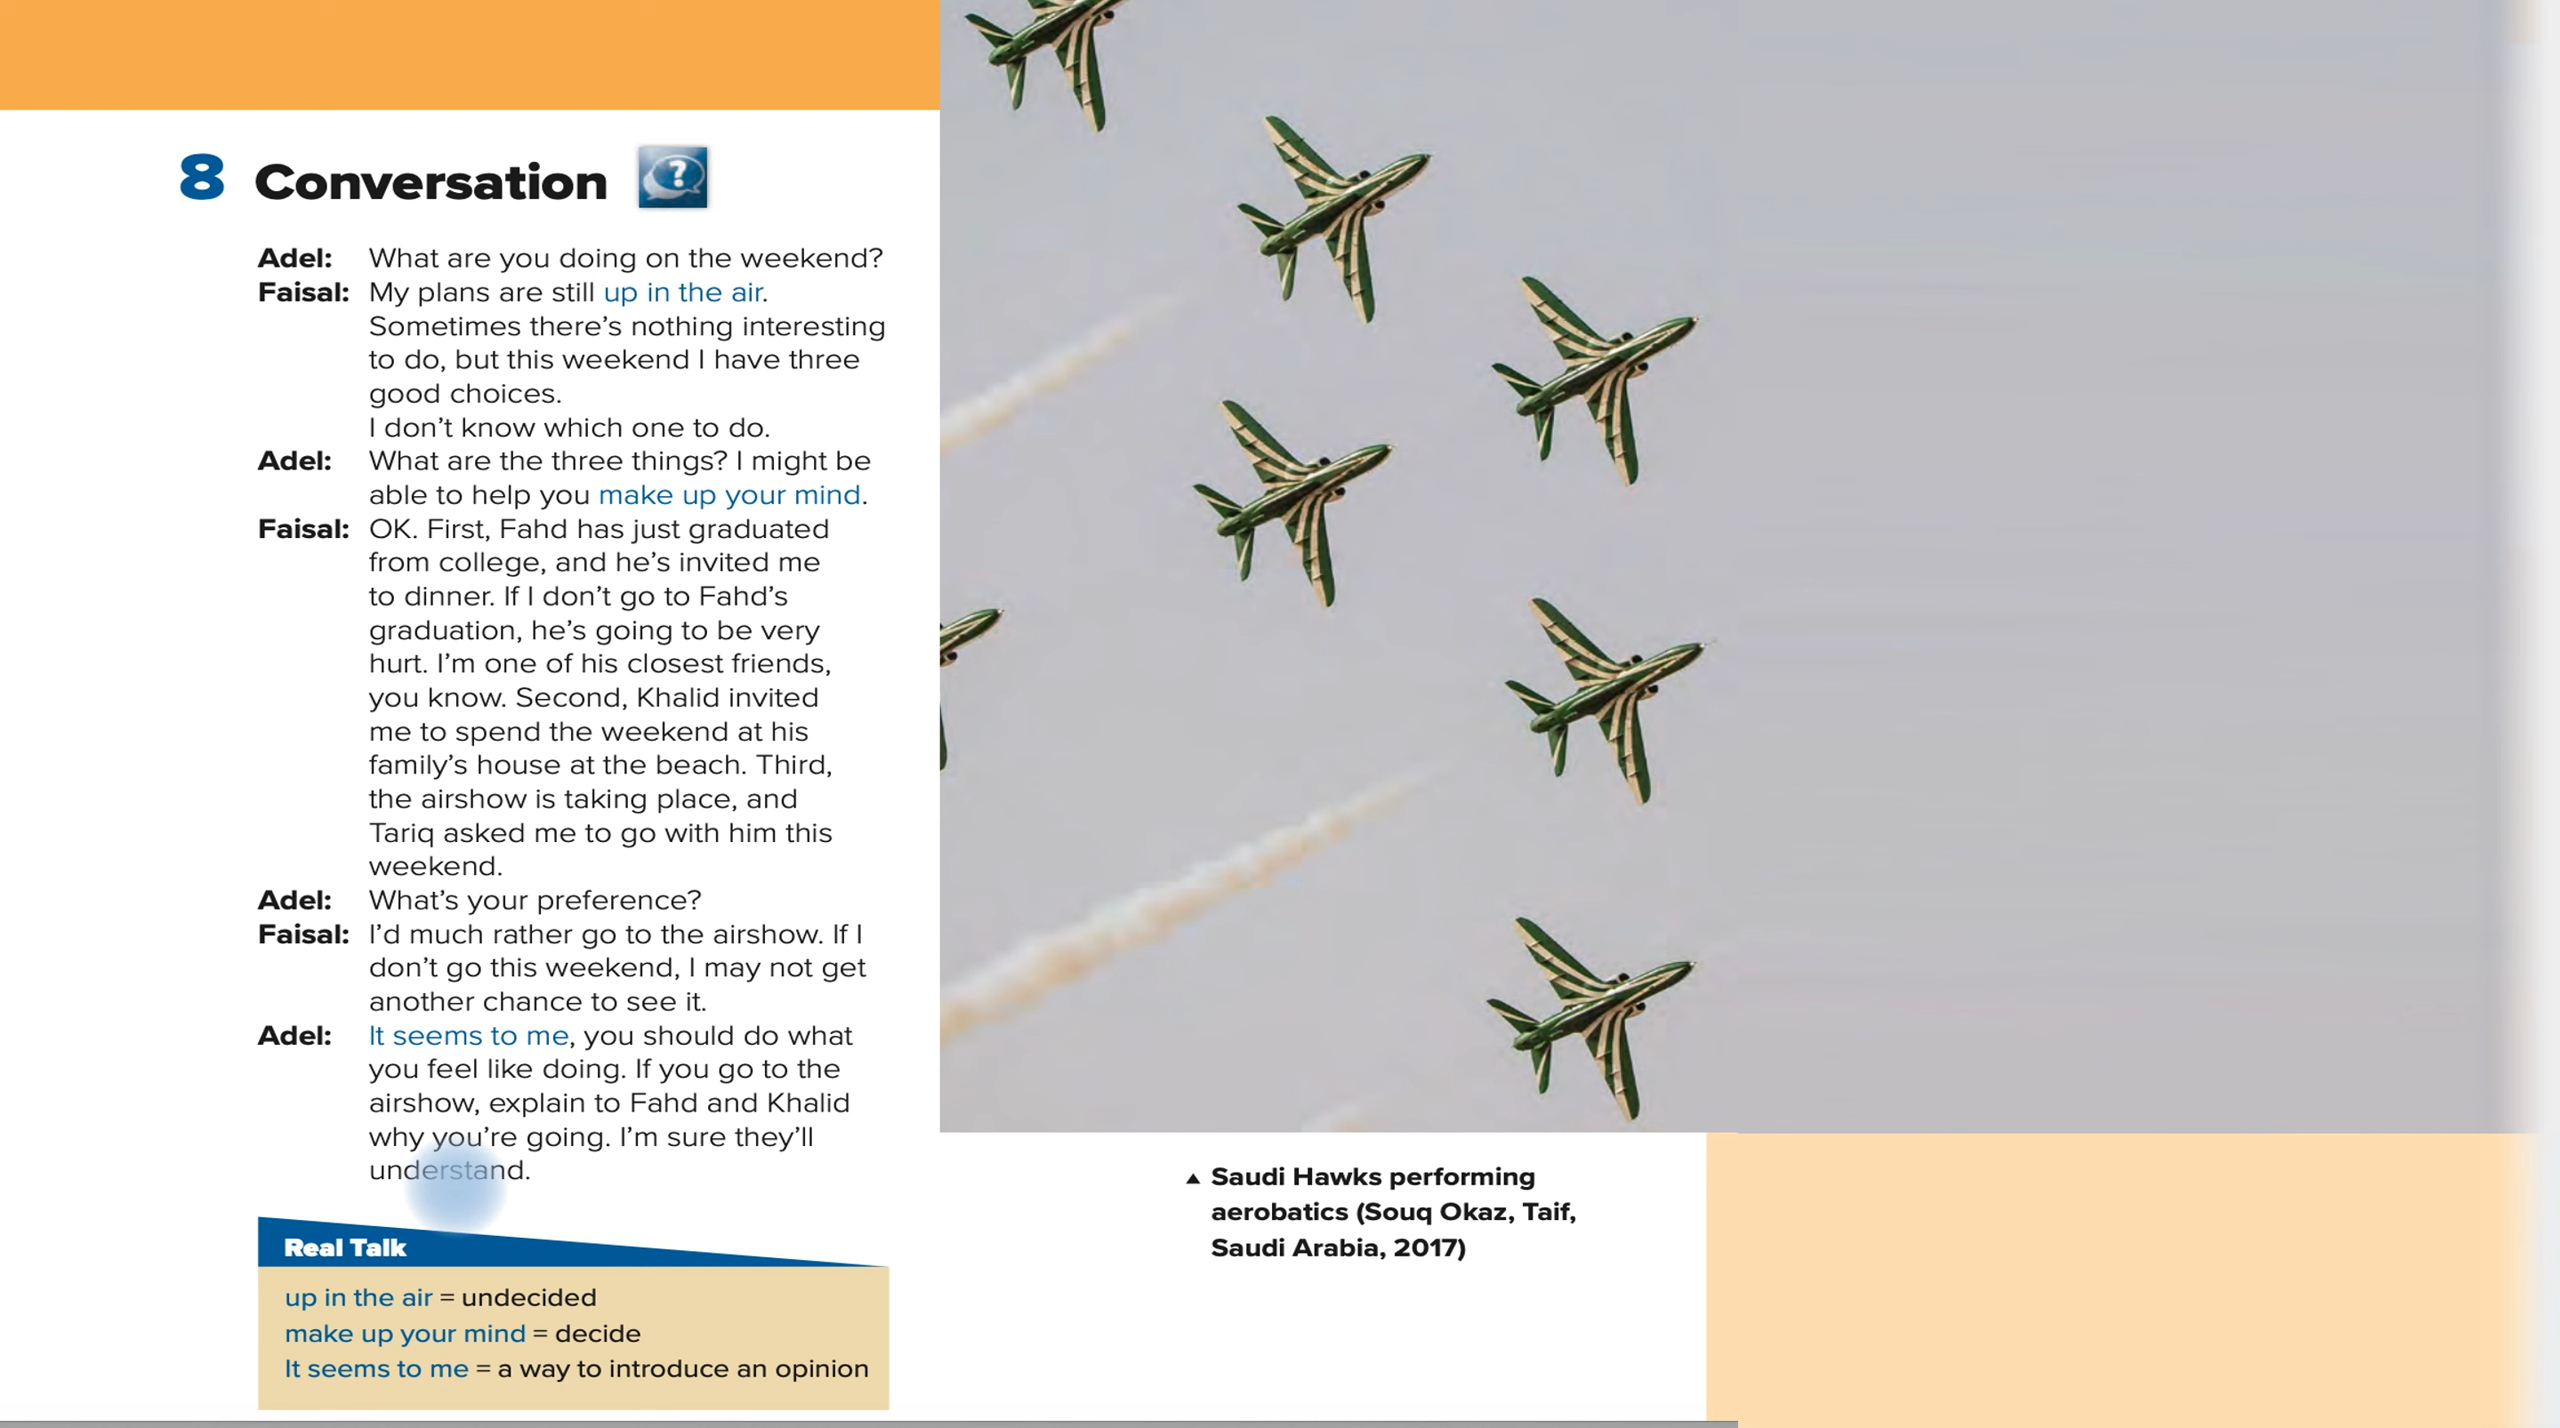 8 Conversation
Adel: What are you doing on the weekend?
Faisal: My plans are still up in the air.
Sometimes there’s nothing interesting
to do, but this weekend I have three
good choices.
I don’t know which one to do.
Adel: What are the three things? I might be
able to help you make up your mind.
Faisal: OK. First, Fahd has just graduated
from college, and he’s invited me
to dinner. If I don’t go to Fahd’s
graduation, he’s going to be very
hurt. I’m one of his closest friends,
you know. Second, Khalid invited
me to spend the weekend at his
family’s house at the beach. Third,
the airshow is taking place, and
Tariq asked me to go with him this
weekend.
Adel: What’s your preference?
Faisal: I’d much rather go to the airshow. If I
don’t go this weekend, I may not get
another chance to see it.
Adel: It seems to me, you should do what
you feel like doing. If you go to the
airshow, explain to Fahd and Khalid
why you’re going. I’m sure they’ll
understand.
Real Talk
up in the air = undecided
make up your mind = decide
It seems to me = a way to introduce an opinion
▲ Saudi Hawks performing
aerobatics (Souq Okaz, Taif,
Saudi Arabia, 2017)